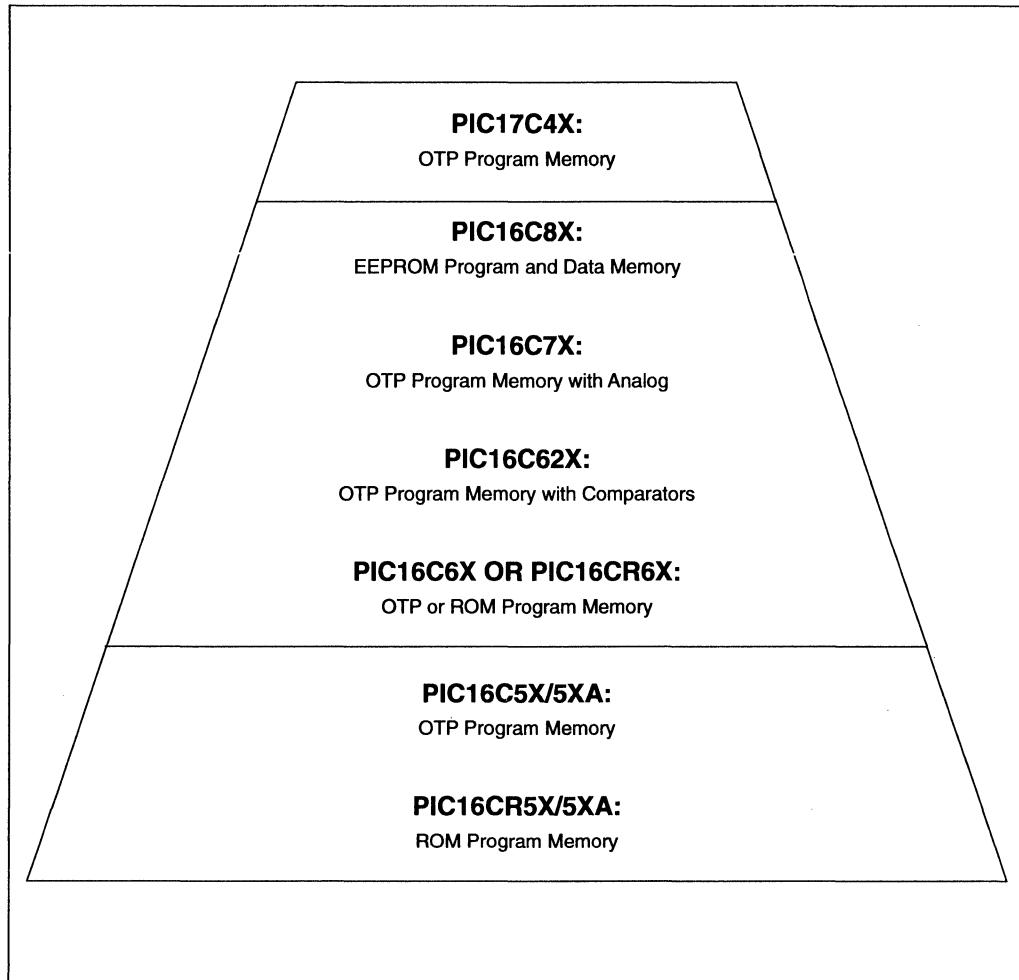 PIC17C4X:
OTP Program Memory
PIC16C8X:
EEPROM Program and Data Memory
PIC16C7X:
OTP Program Memory with Analog
PIC16C62X:
OTP Program Memory with Comparators
PIC16C6X OR PIC16CR6X:
OTP or ROM Program Memory
PIC16C5X/5XA:
OTP Program Memory
PIC16CR5X/5XA:
ROM Program Memory